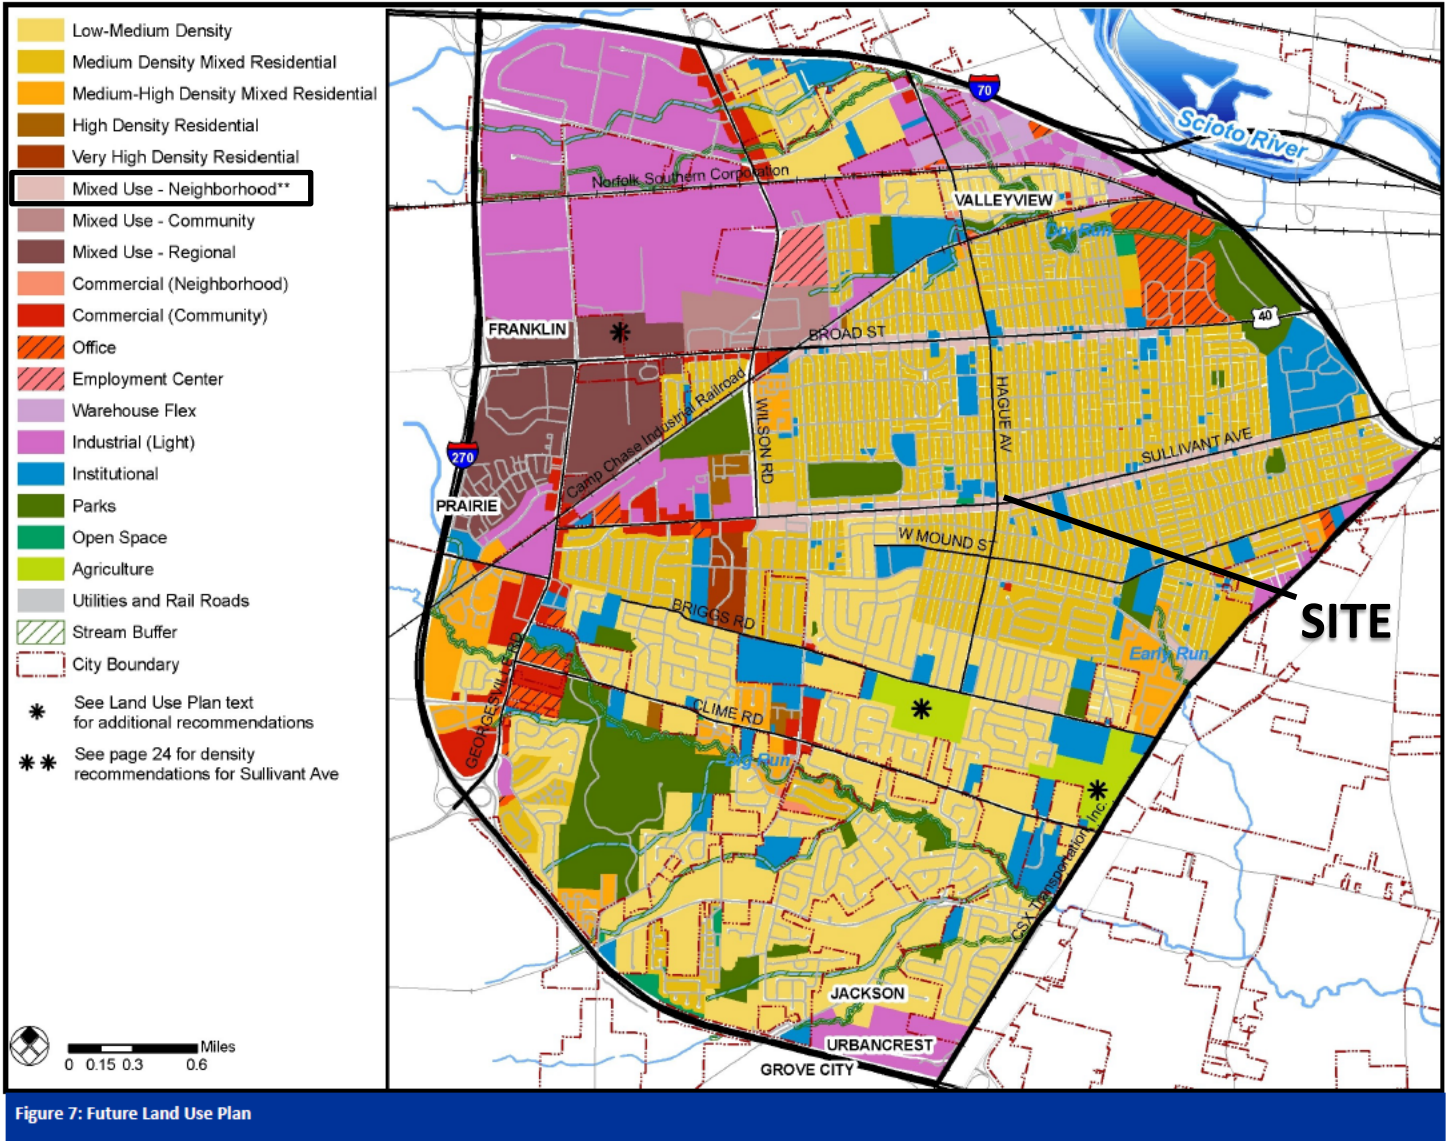 Low-Medium Density
Medium Density Mixed Residential
Medium-High Density Mixed Residential
High Density Residential
Very High Density Residential
Mixed Use - Neighborhood**
Mixed Use - Community
Mixed Use - Regional
Commercial (Neighborhood)
Commercial (Community)
Office
Employment Center
Warehouse Flex
Industrial (Light)
Institutional
Parks
Open Space
Agriculture
Utilities and Rail Roads
Stream Buffer
City Boundary
* See Land Use Plan text
for additional recommendations
** See page 24 for density
recommendations for Sullivant Ave
Miles
0 0.15 0.3 0.6
70
Scioto River
Norfolk Southern Corporation
VALLEYVIEW
Dry Run
40
FRANKLIN
BROAD ST
Camp Chase Industrial Railroad
WILSON RD
HAGUE AV
SULLIVANT AVE
270
PRAIRIE
W MOUND ST
SITE
BRIGGS RD
Early Run
GEORGESVILLE RD
CLIME RD
Big Run
CSX Transportation, Inc.
JACKSON
URBANCREST
GROVE CITY
Figure 7: Future Land Use Plan